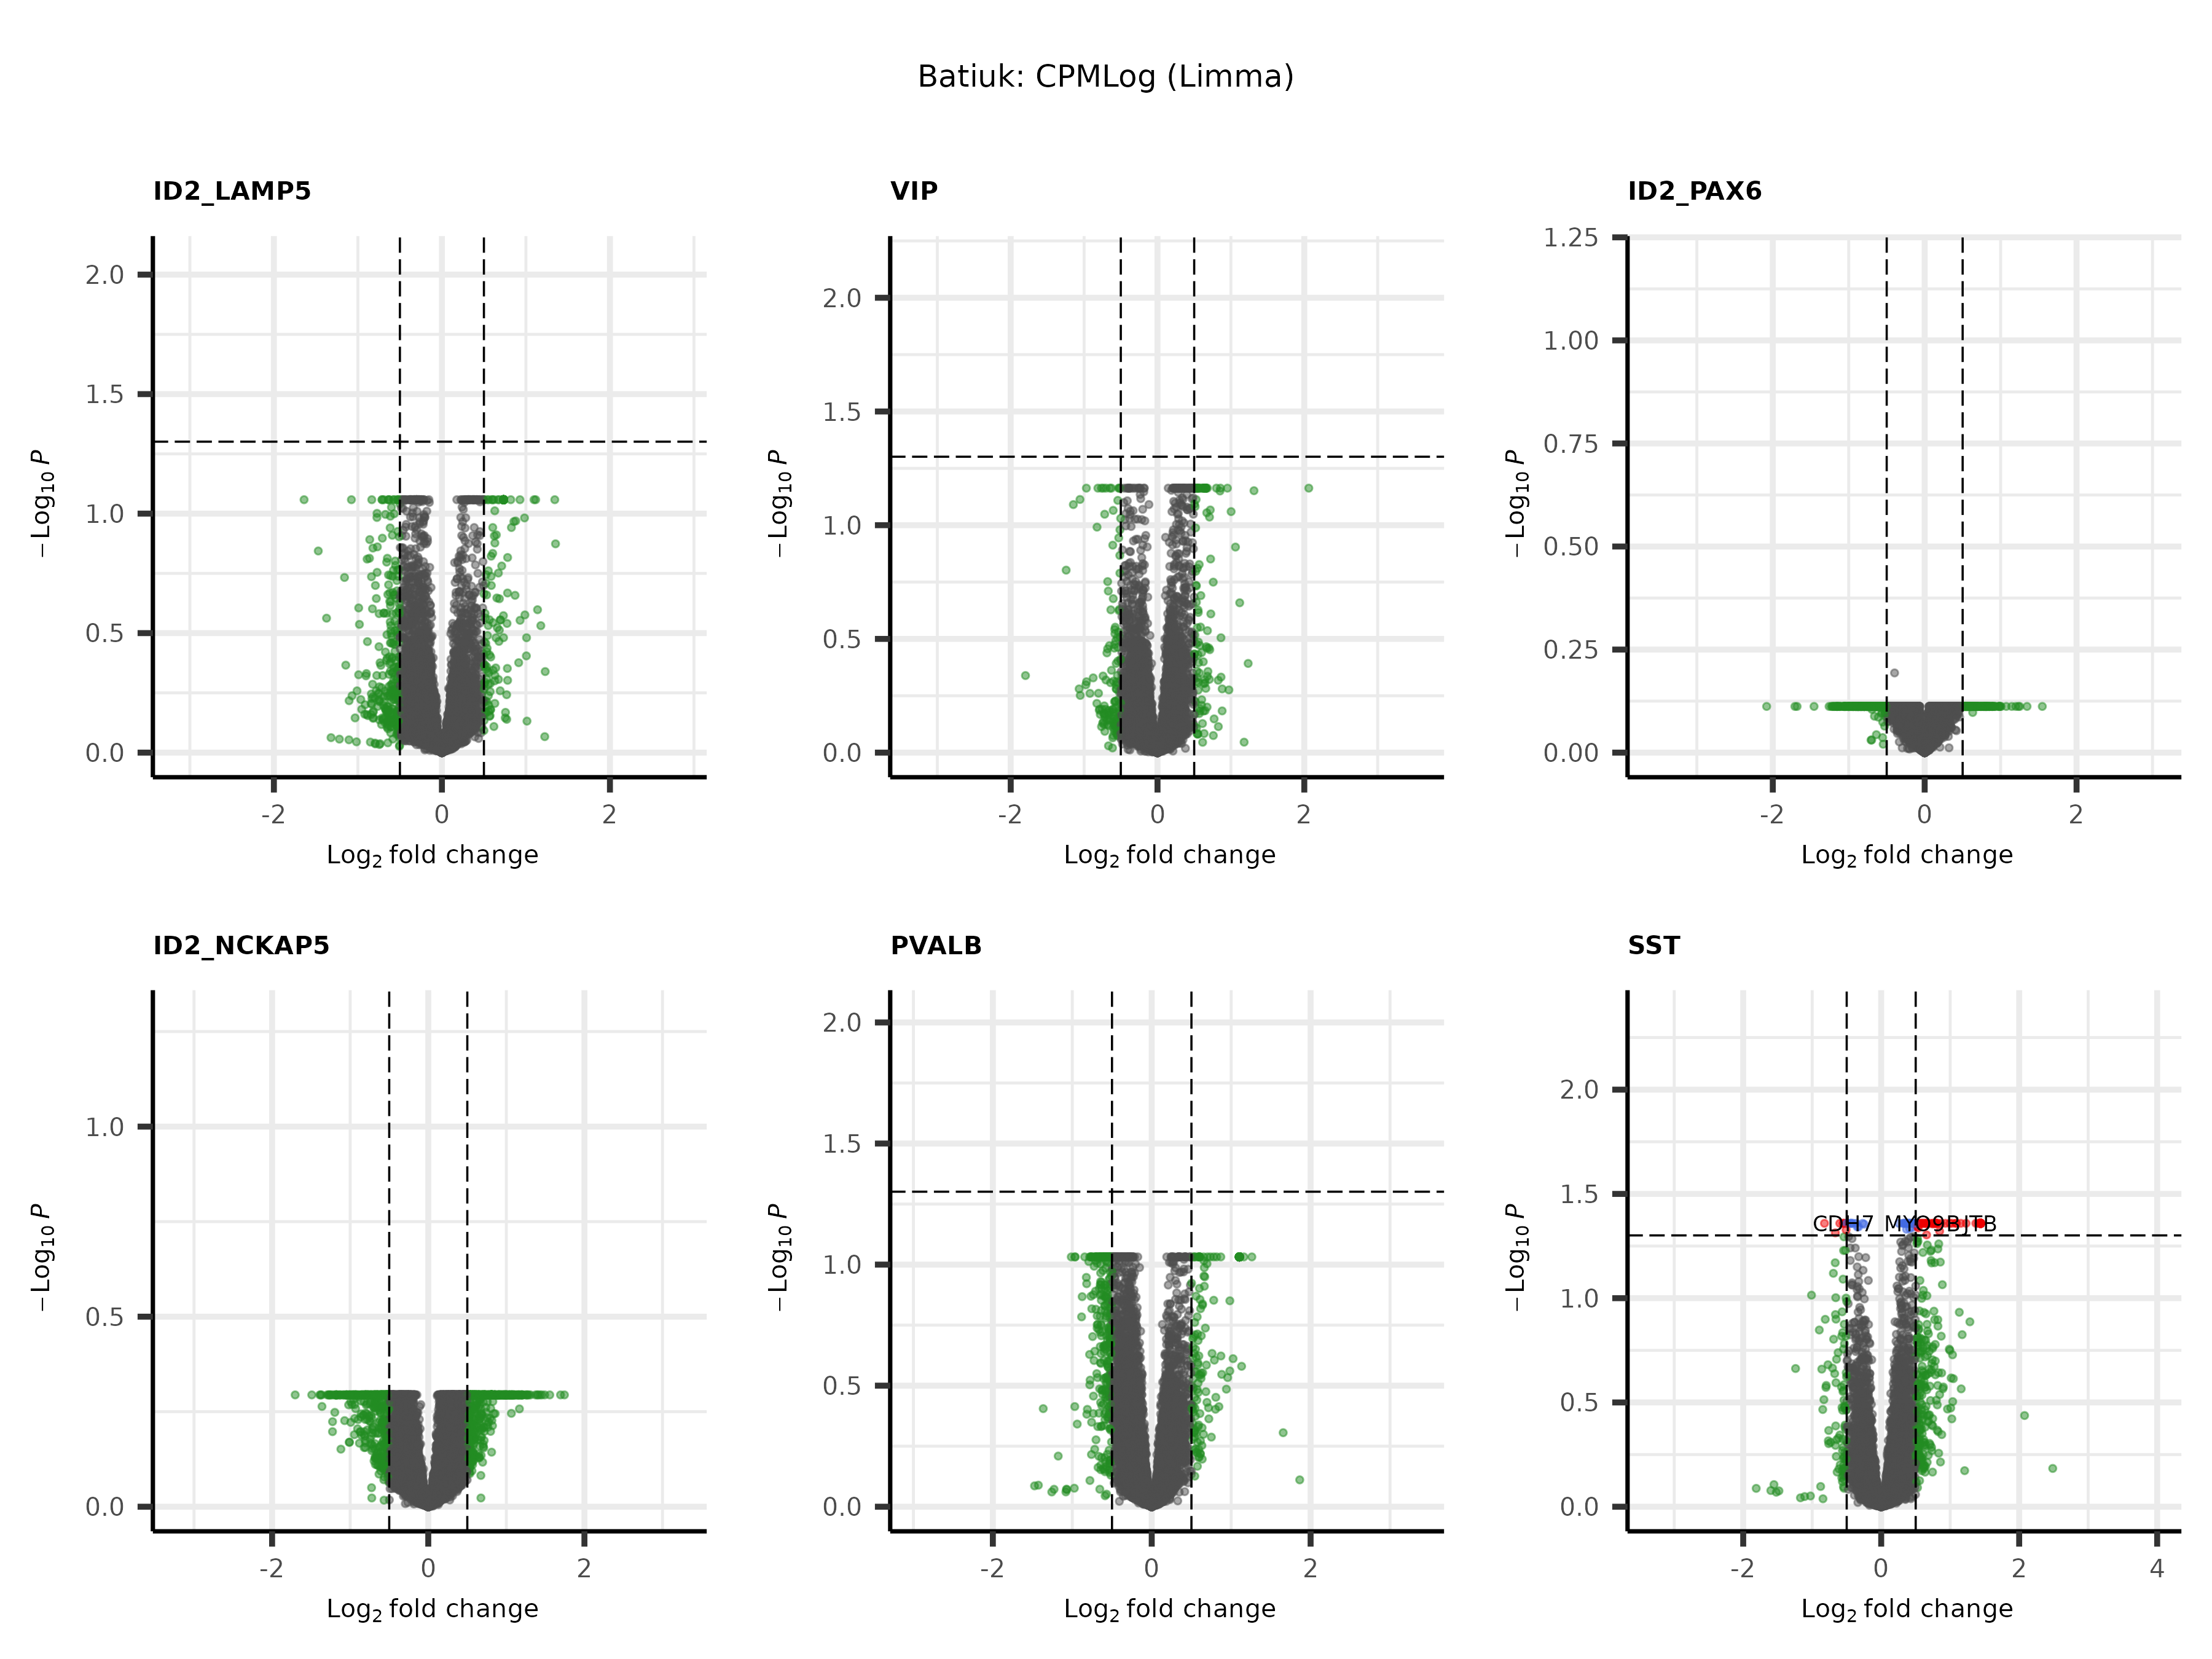 Batiuk: CPMLog (Limma)
ID2_LAMP5
2.0
1.5
1.0
0.5
0.0
−Log10 P
-2 0 2
Log2 fold change
VIP
2.0
1.5
1.0
0.5
0.0
−Log10 P
-2 0 2
Log2 fold change
ID2_PAX6
1.25
1.00
0.75
0.50
0.25
0.00
−Log10 P
-2 0 2
Log2 fold change
ID2_NCKAP5
1.0
0.5
0.0
−Log10 P
-2 0 2
Log2 fold change
PVALB
2.0
1.5
1.0
0.5
0.0
−Log10 P
-2 0 2
Log2 fold change
SST
2.0
1.5
1.0
0.5
0.0
−Log10 P
CDH7 MYO9B JTB
-2 0 2 4
Log2 fold change